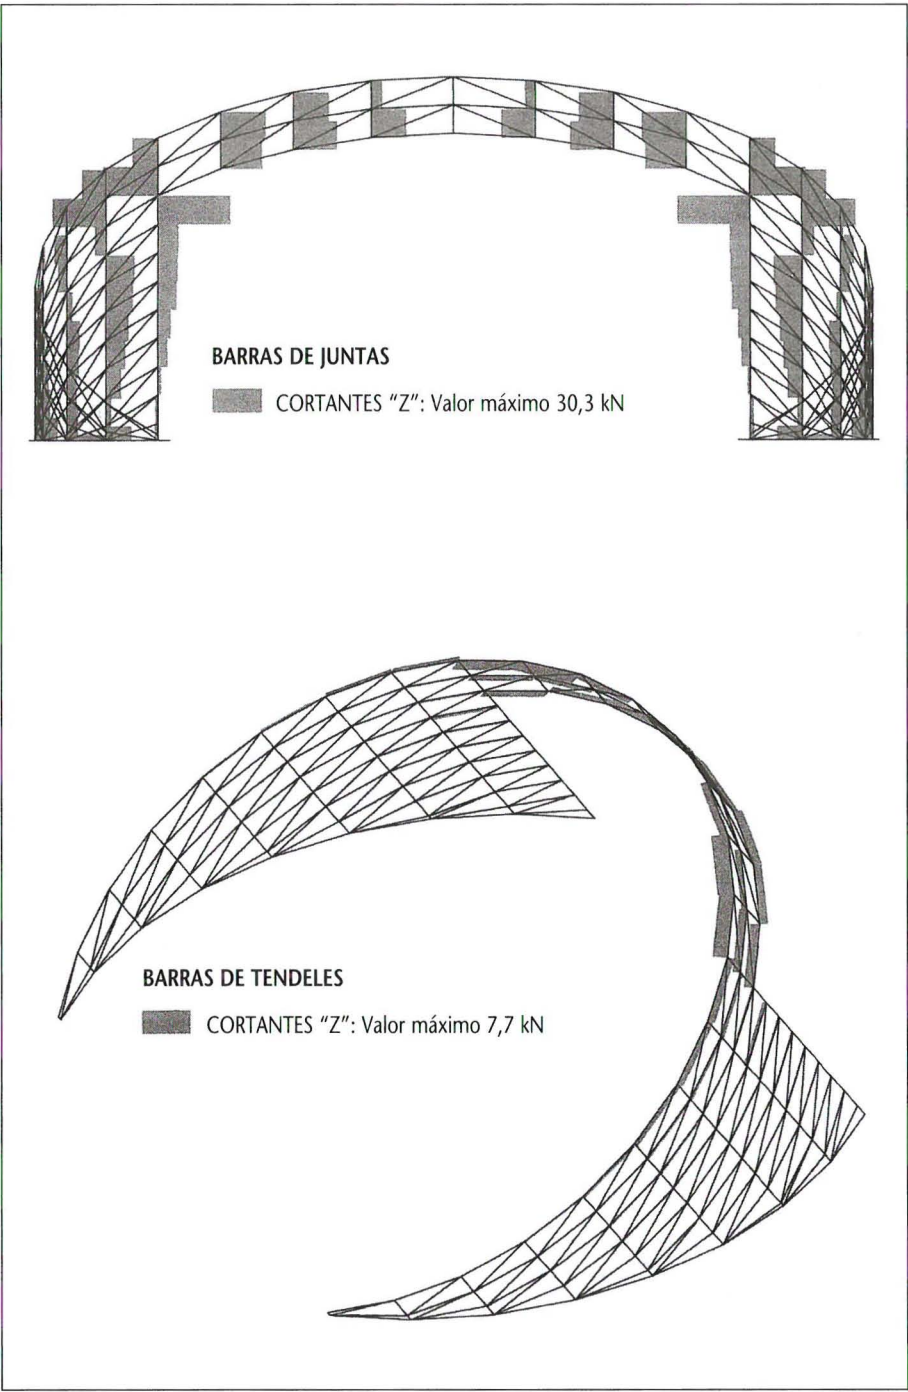 BARRAS DE JUNTAS
CORTANTES "Z": Valor máximo 30,3 kN
BARRAS DE TENDELES
CORTANTES "Z": Valor máximo 7,7 kN